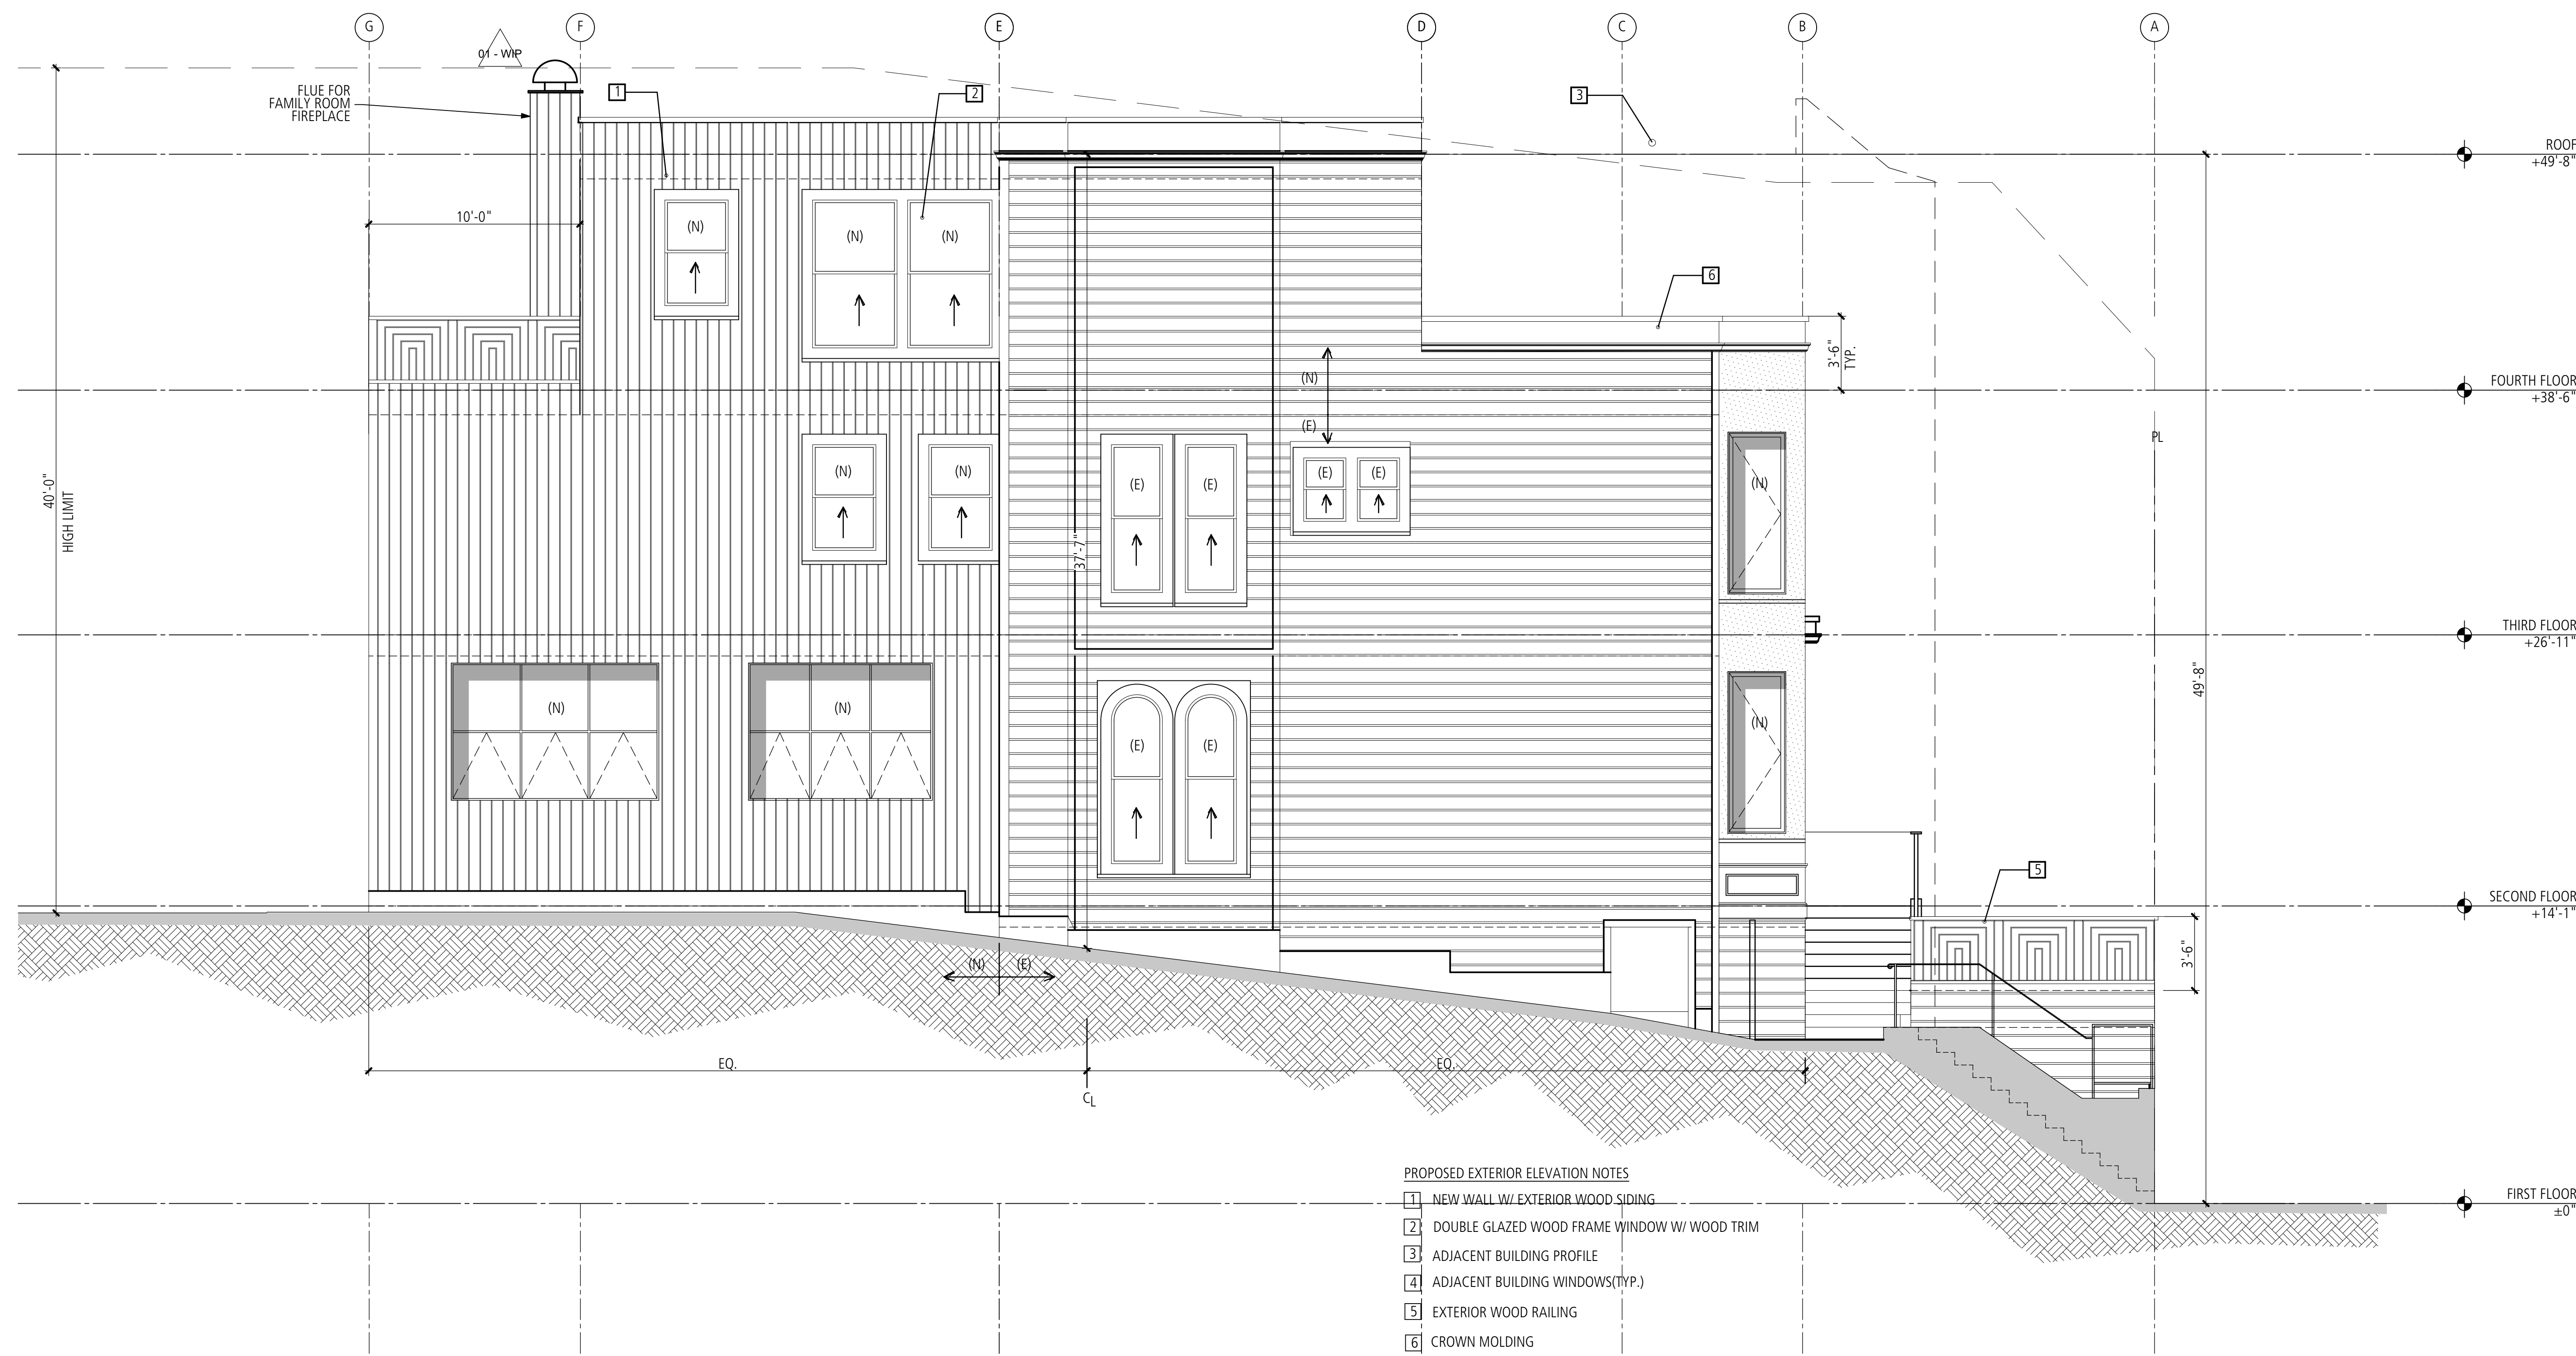 G
F
E
D
C
B
A
01 - WIP
FLUE FOR
FAMILY ROOM
FIREPLACE
1
2
3
ROOF
+49'-8"
10'-0"
(N)
(N)
(N)
6
3'-6"
TYP.
(N)
(E)
FOURTH FLOOR
+38'-6"
PL
40'-0"
HIGH LIMIT
(N)
(N)
(E)
(E)
(E)
(E)
(N)
37'-7"
THIRD FLOOR
+26'-11"
49'-8"
(N)
(N)
(E)
(E)
(N)
5
SECOND FLOOR
+14'-1"
3'-6"
(N)
(E)
EQ.
EQ.
CL
PROPOSED EXTERIOR ELEVATION NOTES
1 NEW WALL W/ EXTERIOR WOOD SIDING
2 DOUBLE GLAZED WOOD FRAME WINDOW W/ WOOD TRIM
3 ADJACENT BUILDING PROFILE
4 ADJACENT BUILDING WINDOWS(TYP.)
5 EXTERIOR WOOD RAILING
6 CROWN MOLDING
FIRST FLOOR
±0"